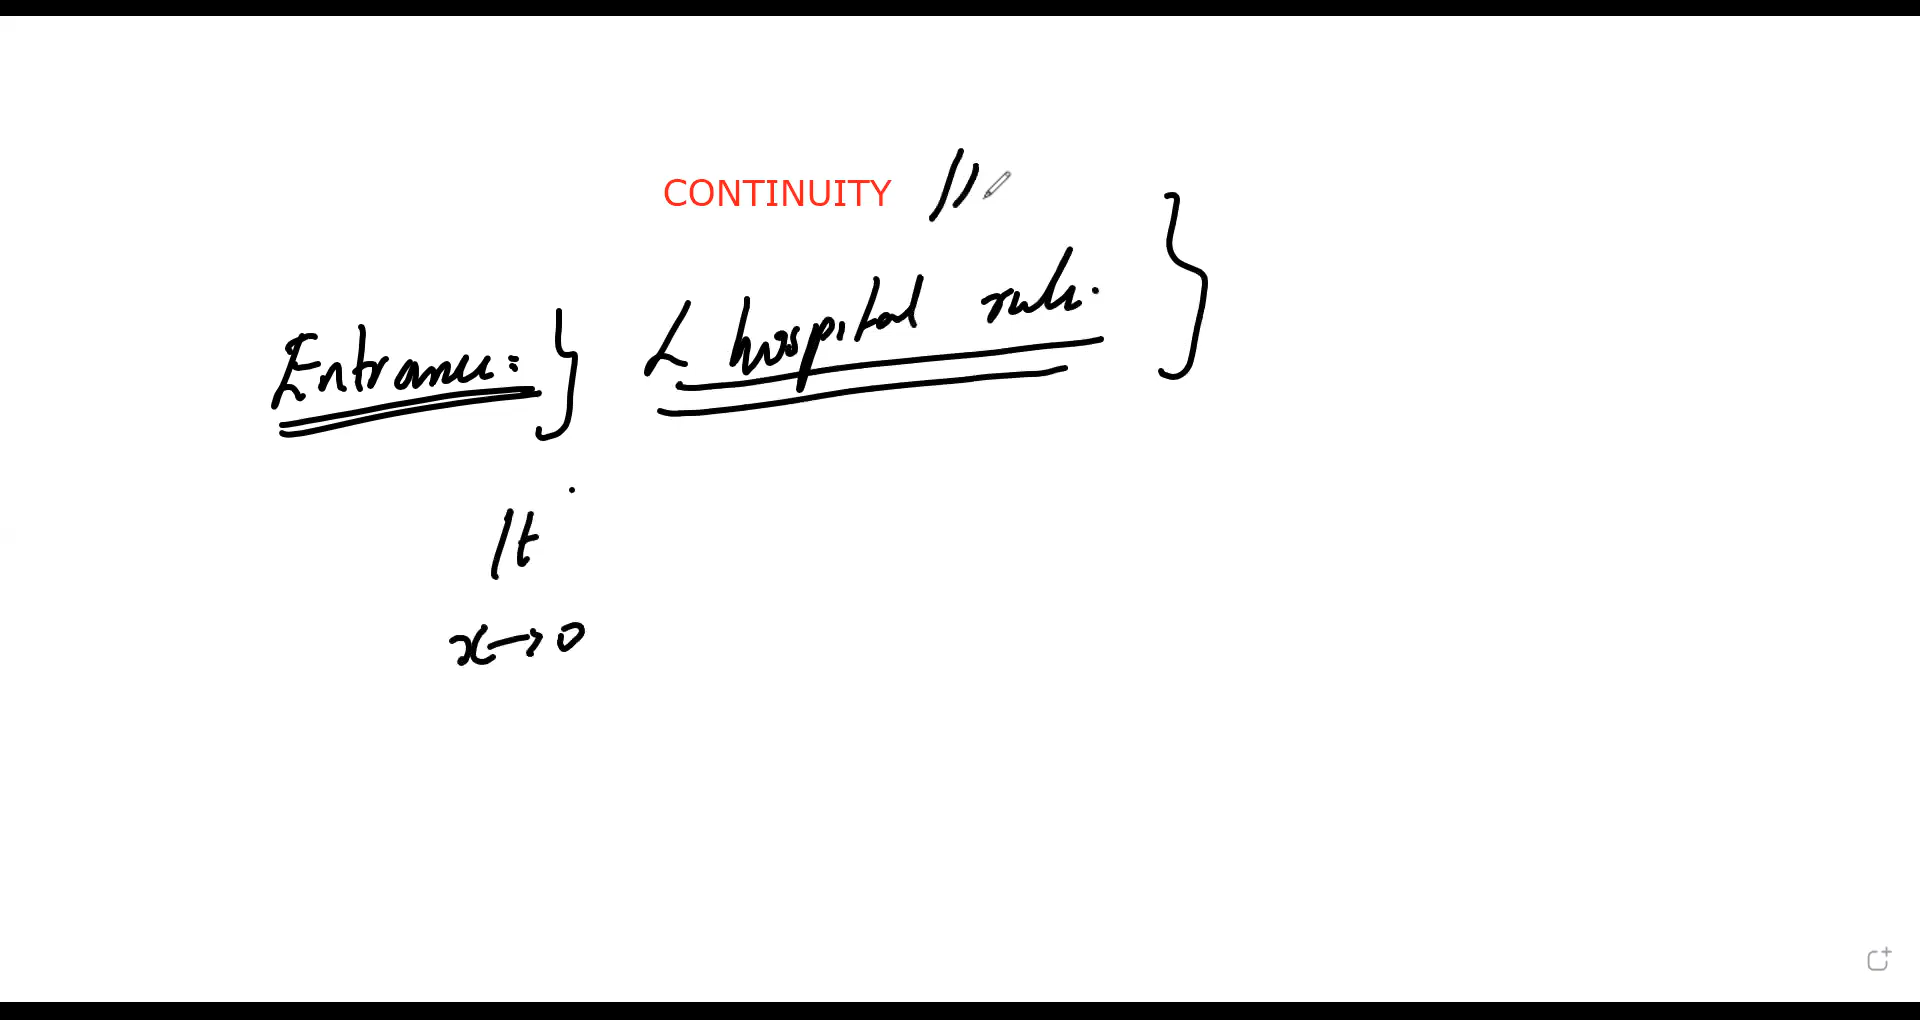 CONTINUITY //
Entrance: } L hospital rule. }
lt
x→0